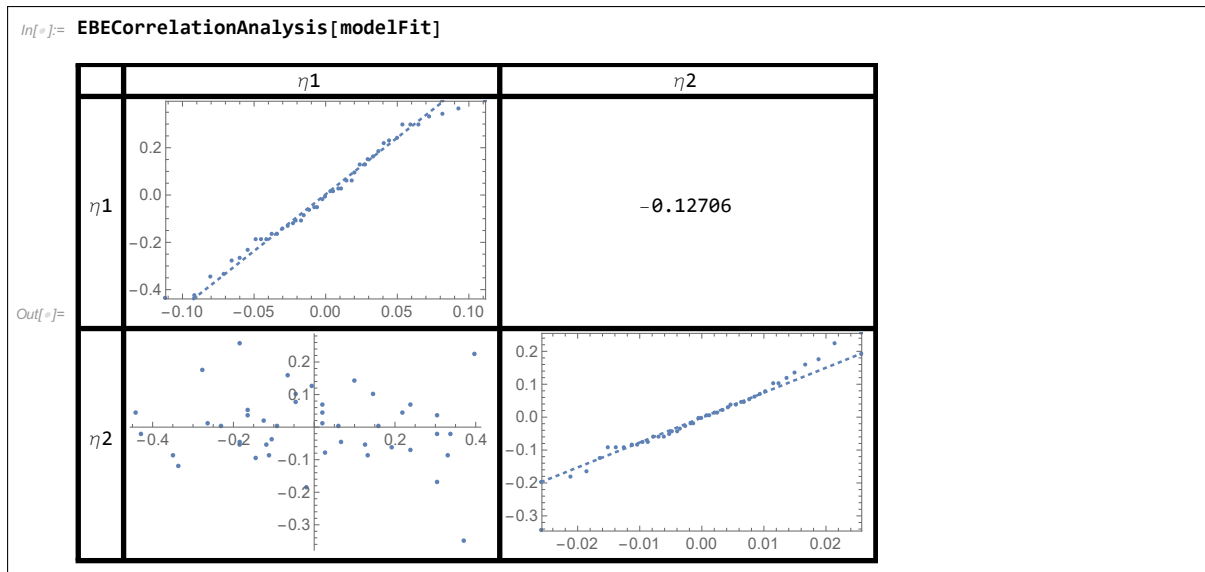 In[•]:= EBECorrelationAnalysis[modelFit]
η1 η2
η1
0.2
0.0
-0.2
-0.4
-0.10 -0.05 0.00 0.05 0.10
-0.12706
Out[•]=
η2
0.2
0.1
-0.4 -0.2 0.2 0.4
-0.1
-0.2
-0.3
0.2
0.1
0.0
-0.1
-0.2
-0.3
-0.02 -0.01 0.00 0.01 0.02